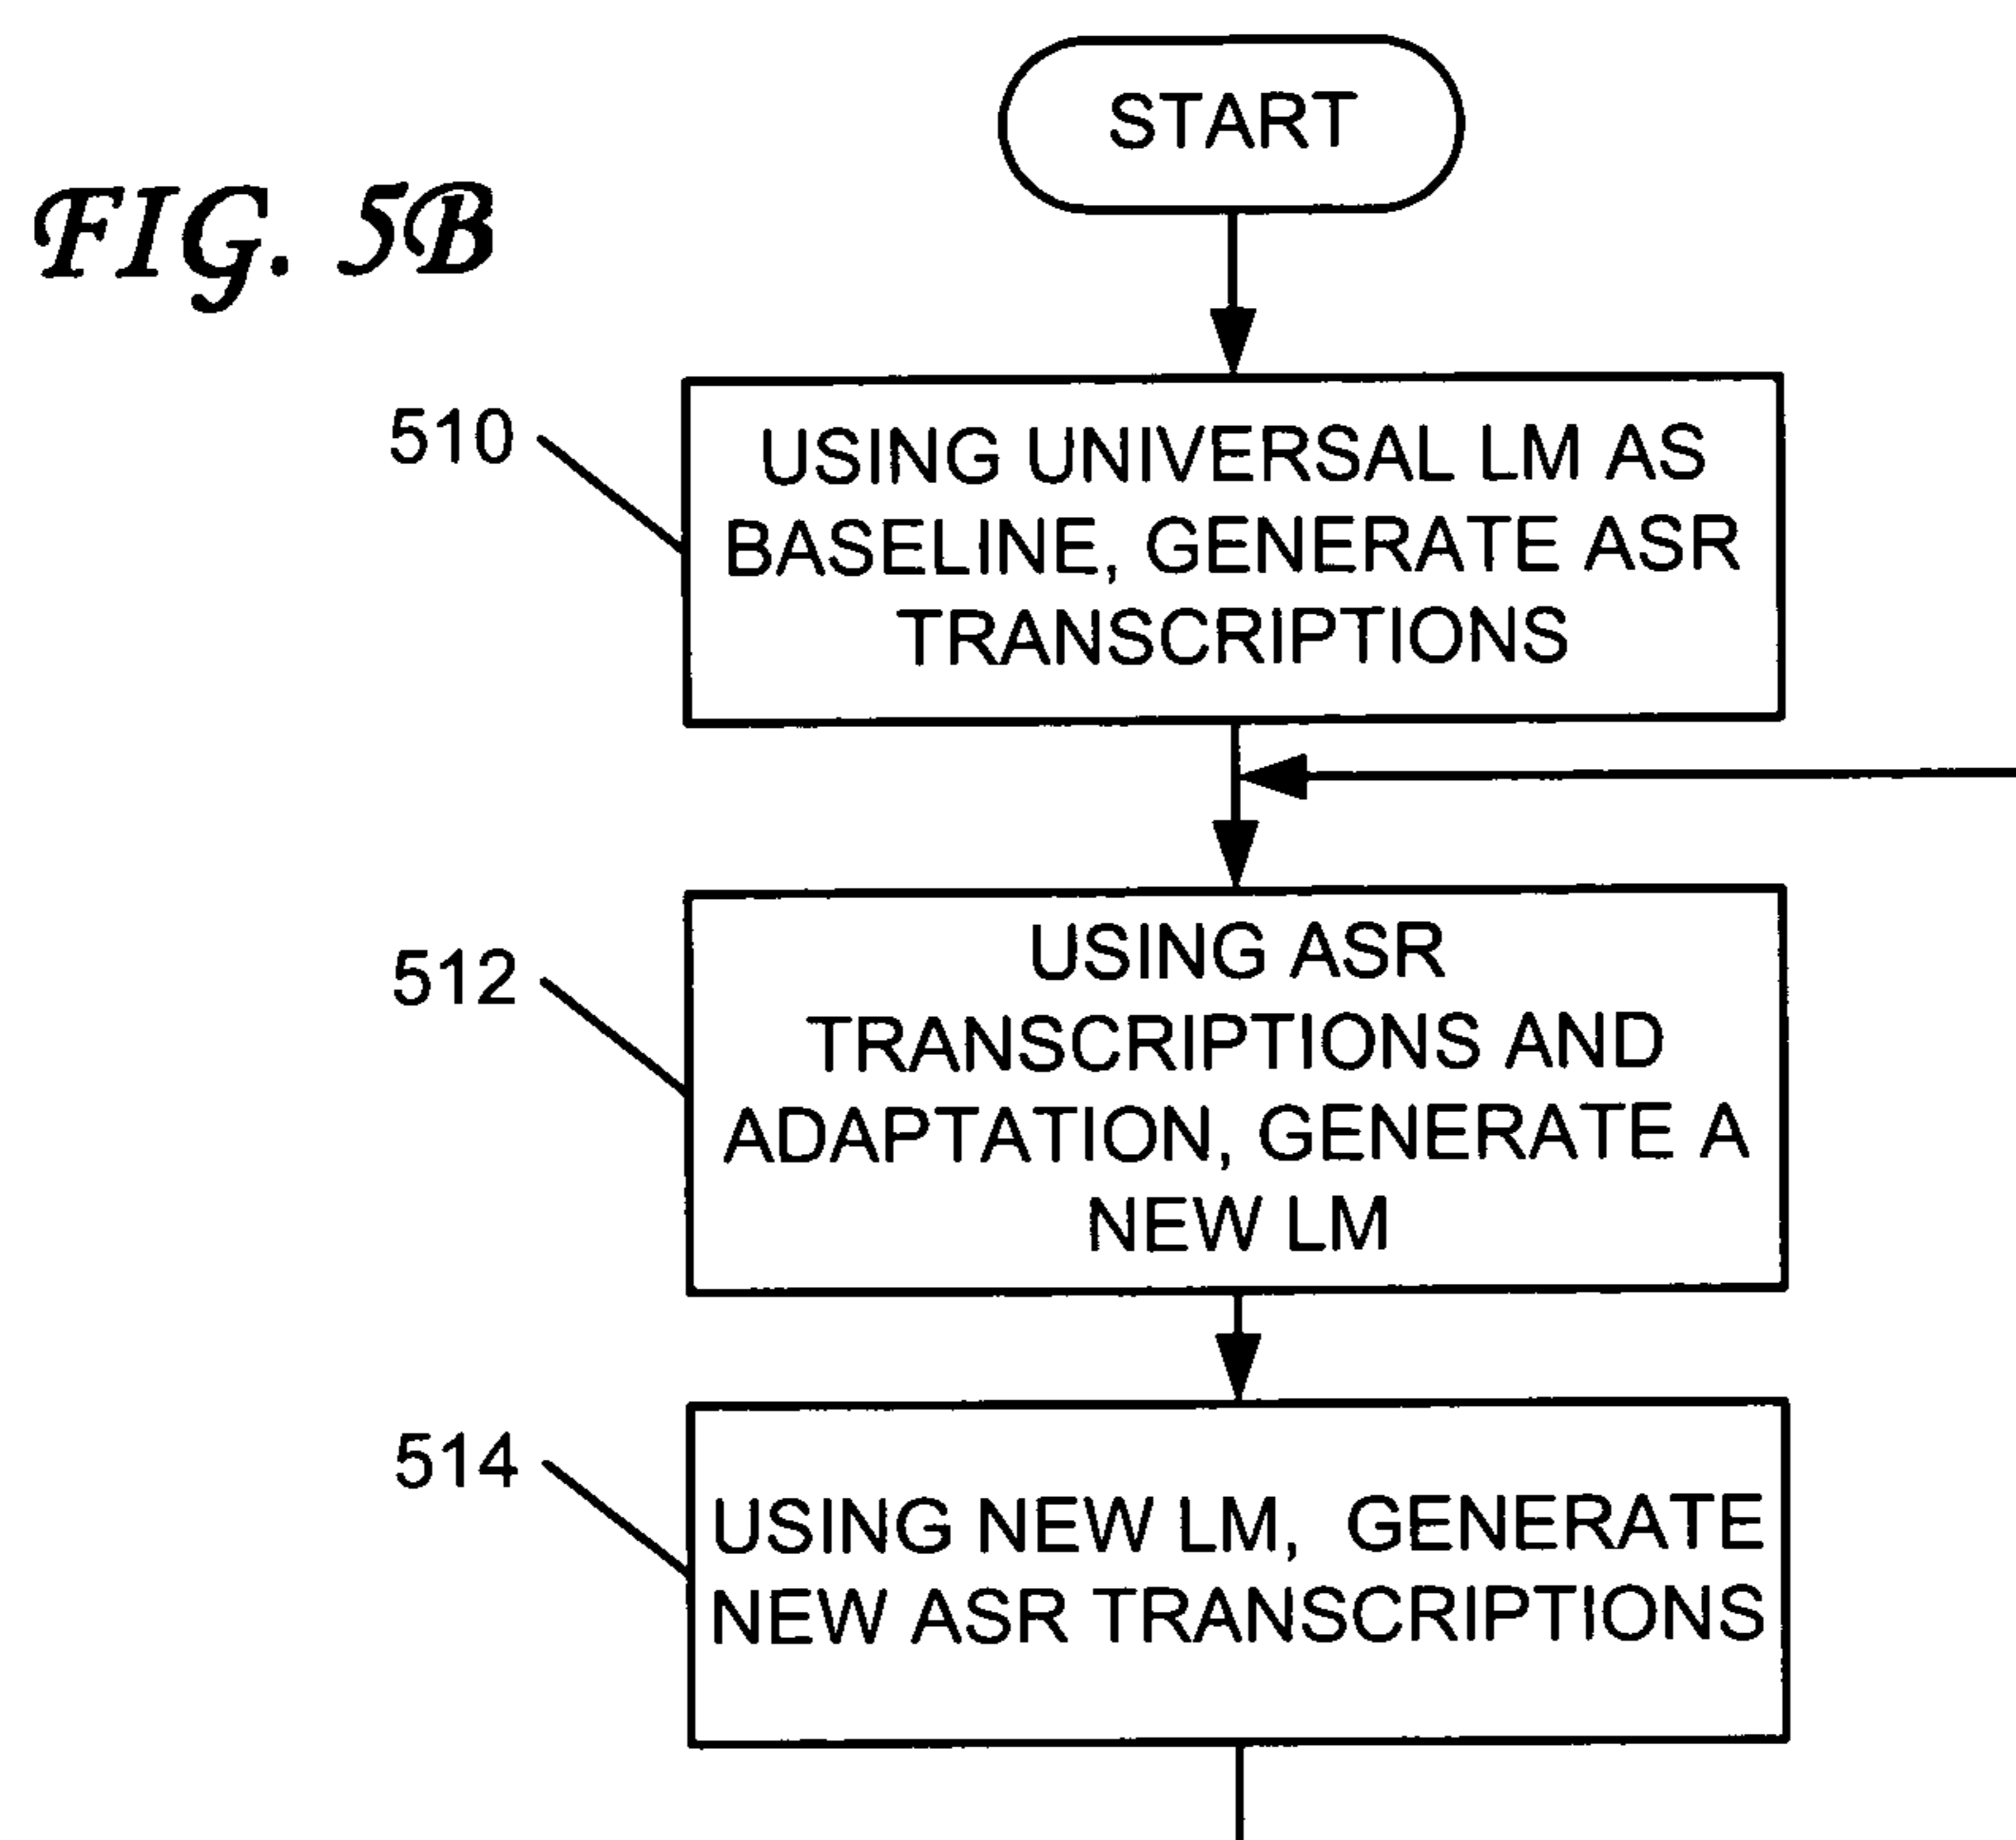 START
FIG. 5B
510
USING UNIVERSAL LM AS
BASELINE, GENERATE ASR
TRANSCRIPTIONS
512
USING ASR
TRANSCRIPTIONS AND
ADAPTATION, GENERATE A
NEW LM
514
USING NEW LM, GENERATE
NEW ASR TRANSCRIPTIONS